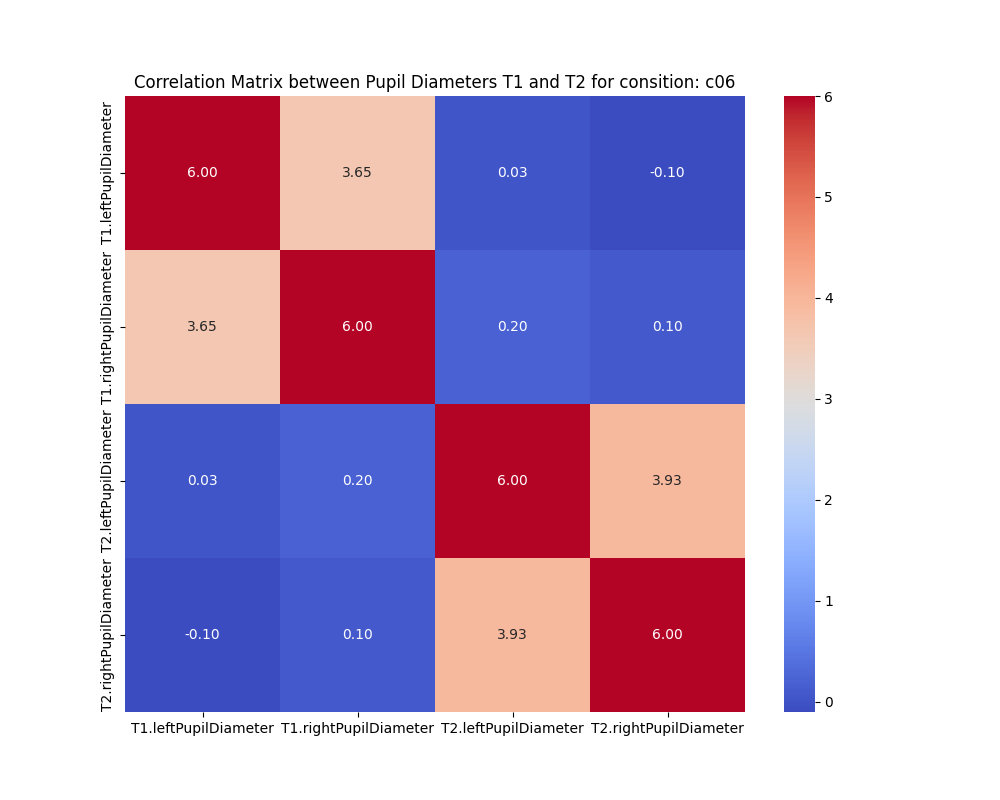 Correlation Matrix between Pupil Diameters T1 and T2 for consition: c06
T1.leftPupilDiameter
6.00 3.65 0.03 -0.10
T1.rightPupilDiameter
3.65 6.00 0.20 0.10
T2.leftPupilDiameter
0.03 0.20 6.00 3.93
T2.rightPupilDiameter
-0.10 0.10 3.93 6.00
T1.leftPupilDiameter T1.rightPupilDiameter T2.leftPupilDiameter T2.rightPupilDiameter
6
5
4
3
2
1
0